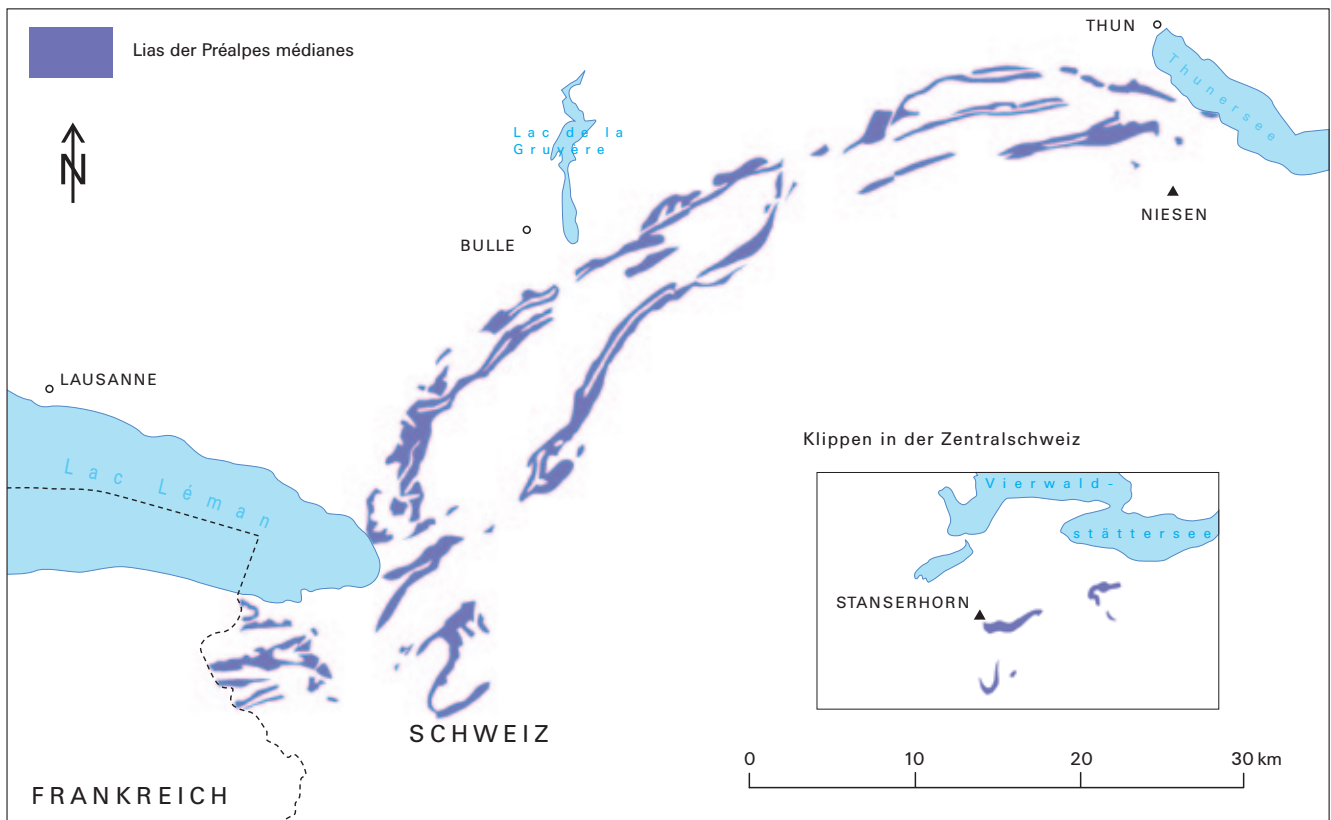 Lias der Préalpes médianes
THUN
Thunersee
N
Lac de la
Gruyère
NIESEN
BULLE
LAUSANNE
Lac Léman
Klippen in der Zentralschweiz
Vierwald-
stättersee
STANSERHORN
SCHWEIZ
FRANKREICH
0 10 20 30 km